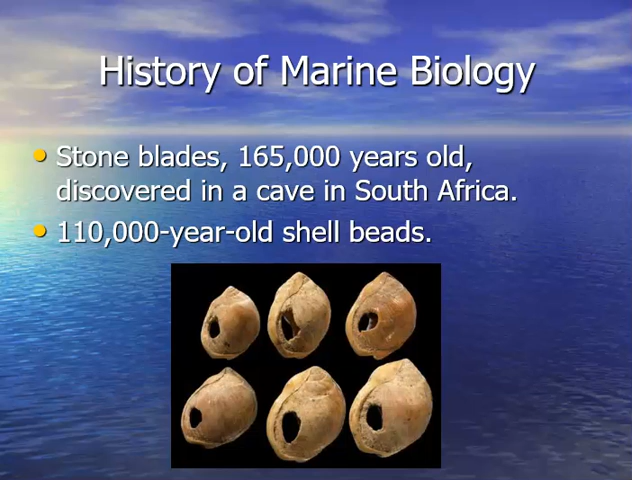 History of Marine Biology
• Stone blades, 165,000 years old,
discovered in a cave in South Africa.
• 110,000-year-old shell beads.